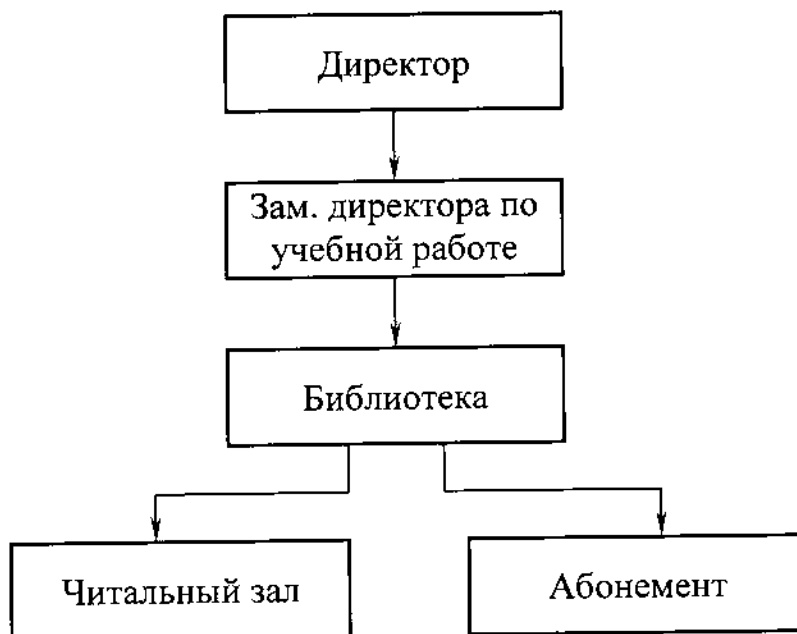 Директор
Зам. директора по
учебной работе
Библиотека
Читальный зал
Абонемент